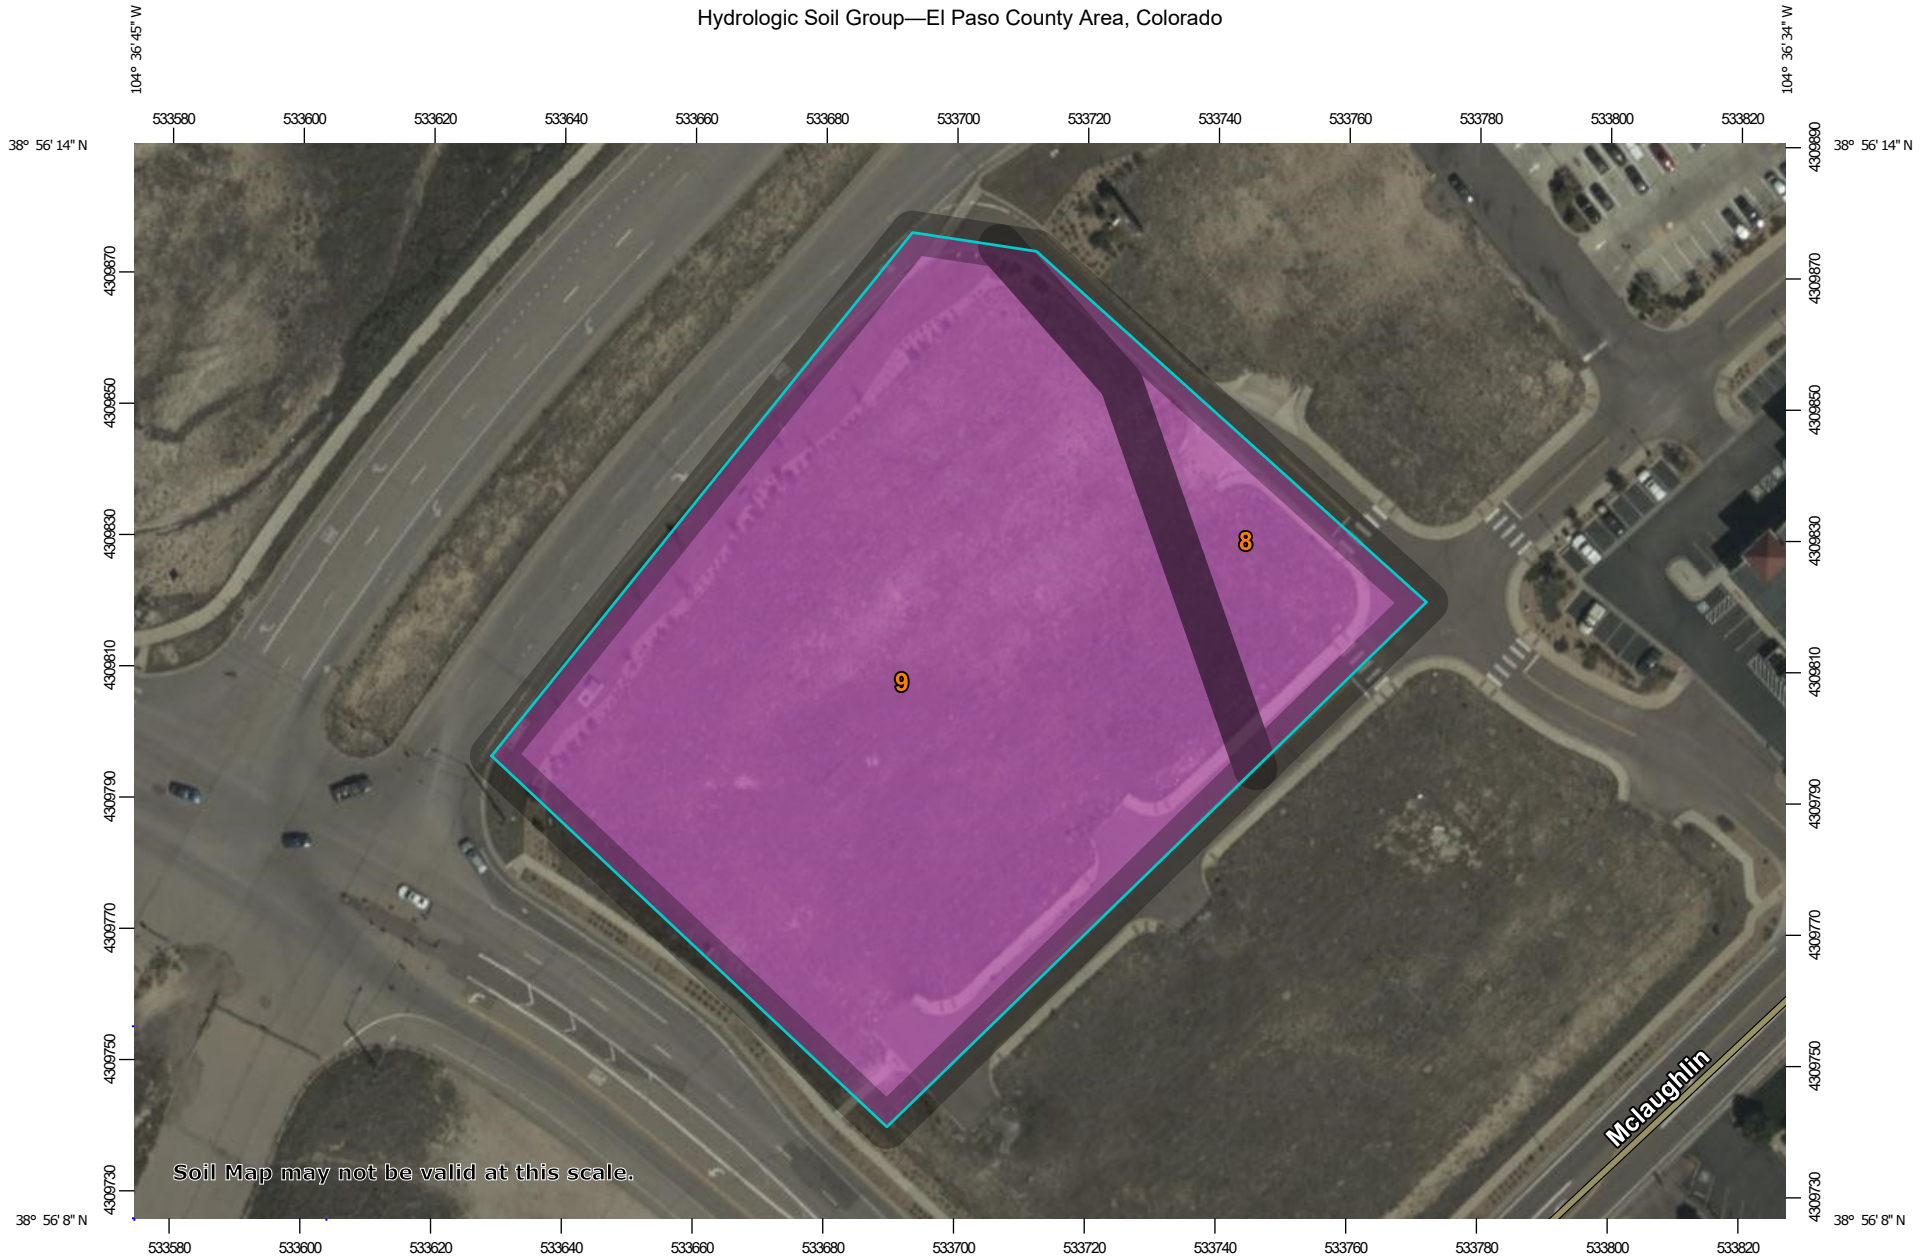 Hydrologic Soil Group—El Paso County Area, Colorado
104° 36' 45'' W
104° 36' 34'' W
533580 533600 533620 533640 533660 533680 533700 533720 533740 533760 533780 533800 533820
38° 56' 14'' N
38° 56' 14'' N
4309890
4309870
4309870
4309850
4309850
4309830
4309830
8
4309810
4309810
9
4309790
4309790
4309770
4309770
4309750
4309750
Mclaughlin
Soil Map may not be valid at this scale.
4309730
4309730
38° 56' 8'' N
38° 56' 8'' N
533580 533600 533620 533640 533660 533680 533700 533720 533740 533760 533780 533800 533820